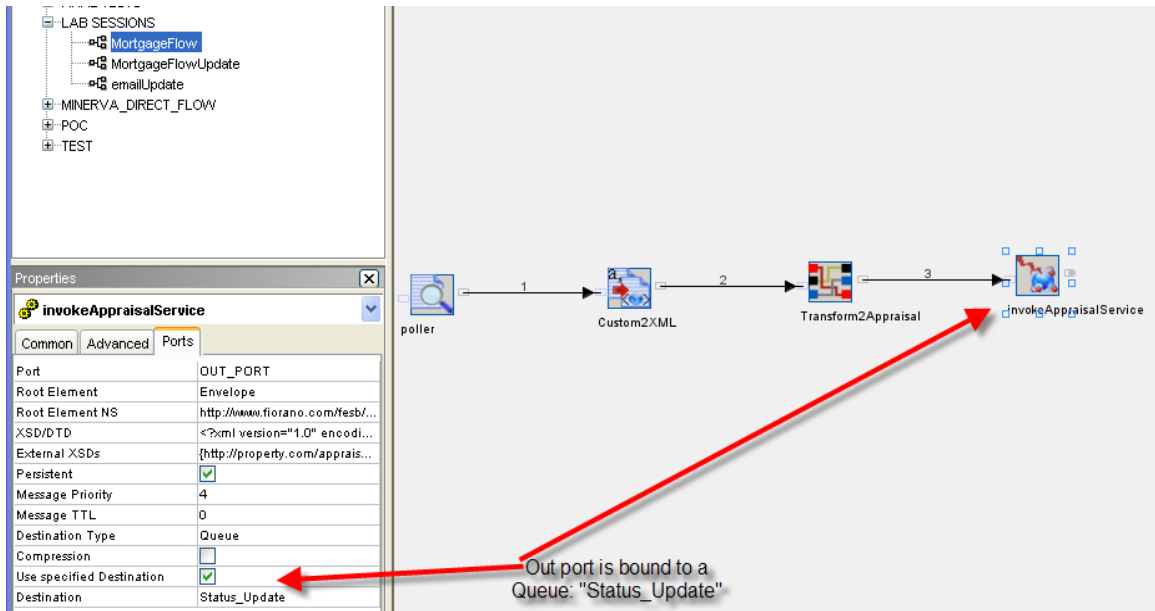 LAB SESSIONS
MortgageFlow
MortgageFlowUpdate
emailUpdate
MINERVA_DIRECT_FLOW
POC
TEST
Properties
invokeAppraisalService
Common Advanced Ports
Port OUT_PORT
Root Element Envelope
Root Element NS http://www.fiorano.com/fesb/...
XSD/DTD <?xml version="1.0" encodi...
External XSDs {http://property.com/apprais...
Persistent
Message Priority 4
Message TTL 0
Destination Type Queue
Compression
Use specified Destination
Destination Status_Update
1
2
3
poller
Custom2XML
Transform2Appraisal
invokeAppraisalService
Out port is bound to a
Queue: "Status_Update"